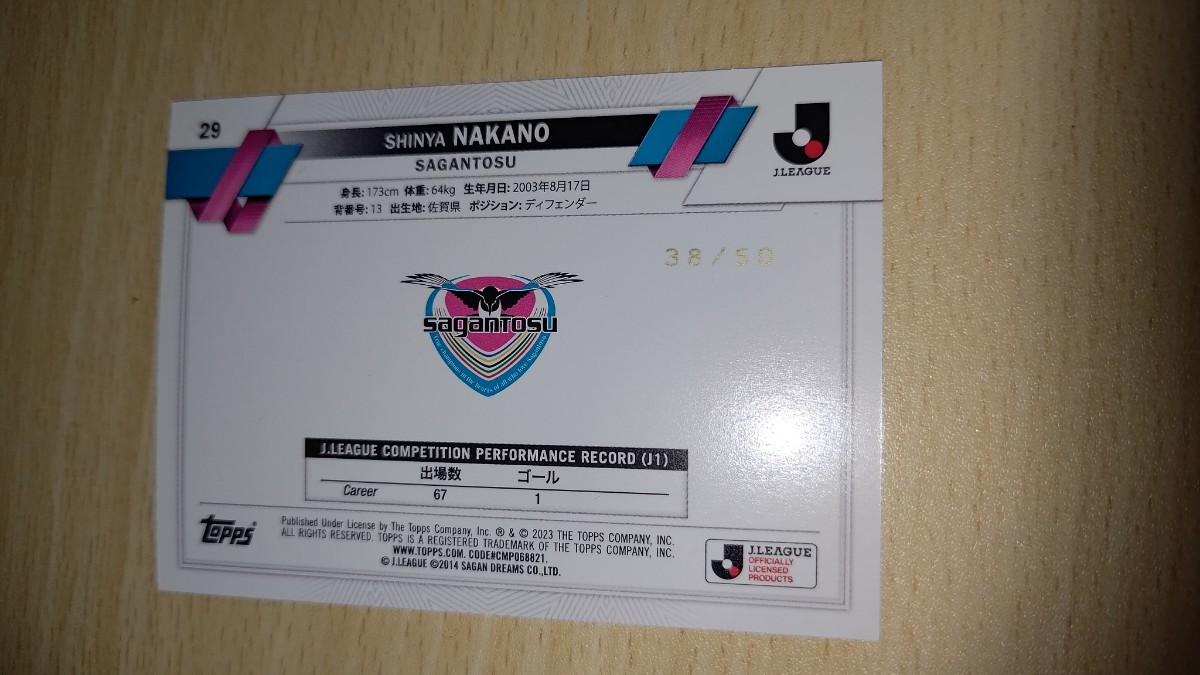 29
SHINYA NAKANO
SAGANTOSU
J.LEAGUE
身長: 173cm 体重: 64kg 生年月日: 2003年8月17日
背番号: 13 出生地: 佐賀県 ポジション: ディフェンダー
38/50
sagantosu
J.LEAGUE COMPETITION PERFORMANCE RECORD (J1)
出場数 ゴール
Career 67 1
topps
Published Under License by The Topps Company, Inc. ® & © 2023 THE TOPPS COMPANY, INC.
ALL RIGHTS RESERVED. TOPPS IS A REGISTERED TRADEMARK OF THE TOPPS COMPANY, INC.
WWW.TOPPS.COM. CODE#CMP068821.
© J.LEAGUE ©2014 SAGAN DREAMS CO.,LTD.
J.LEAGUE
OFFICIALLY
LICENSED
PRODUCTS